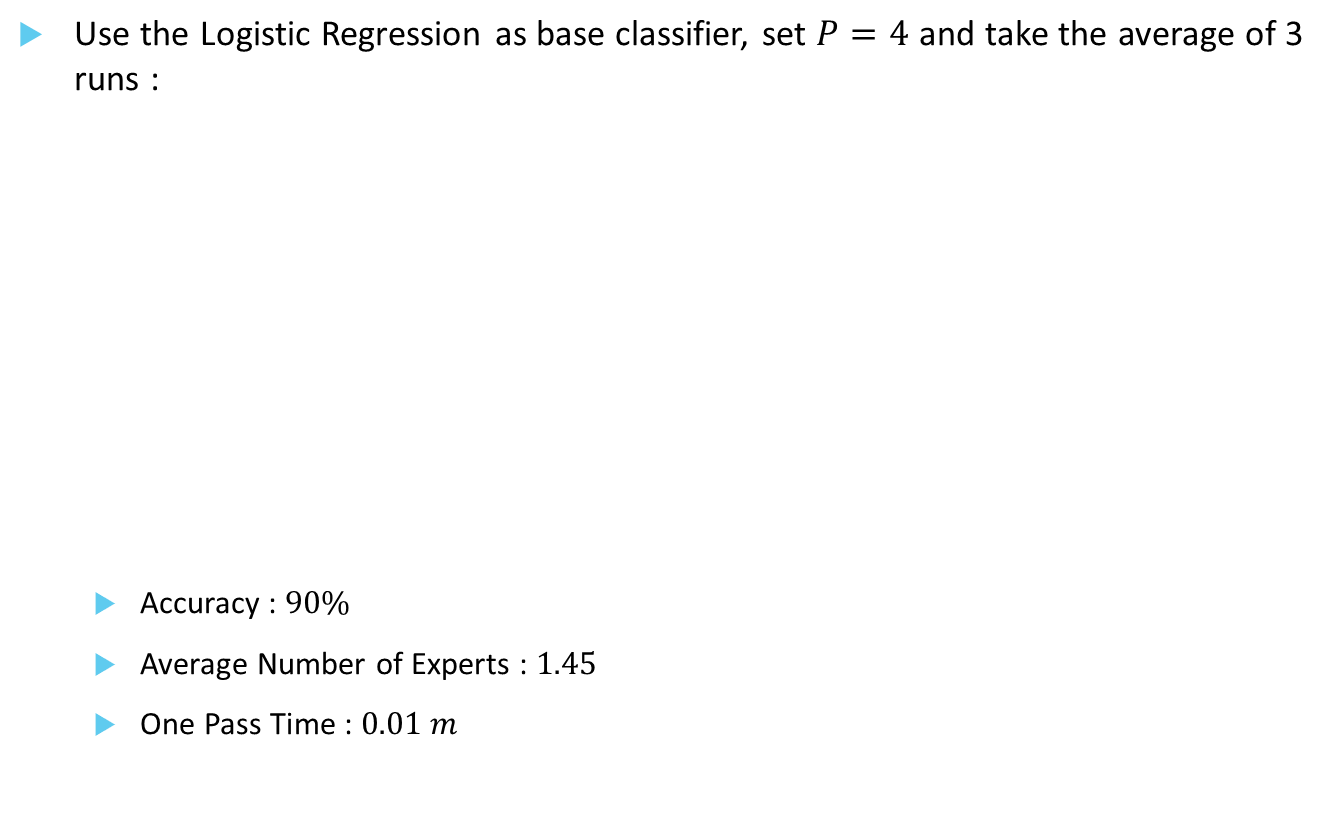 Use the Logistic Regression as base classifier, set P = 4 and take the average of 3
runs :
Accuracy : 90%
Average Number of Experts : 1.45
One Pass Time : 0.01 m